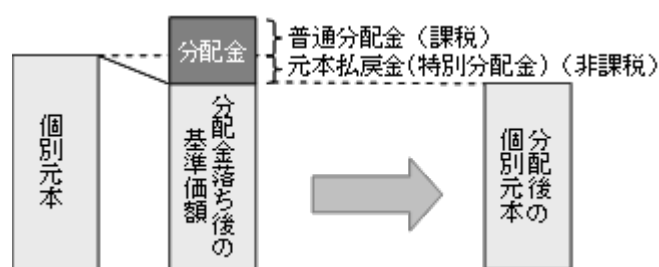 分配金
普通分配金（課税）
元本払戻金(特別分配金)（非課税）
個別元本
分配金落ち後の
基準価額
分配後の
個別元本